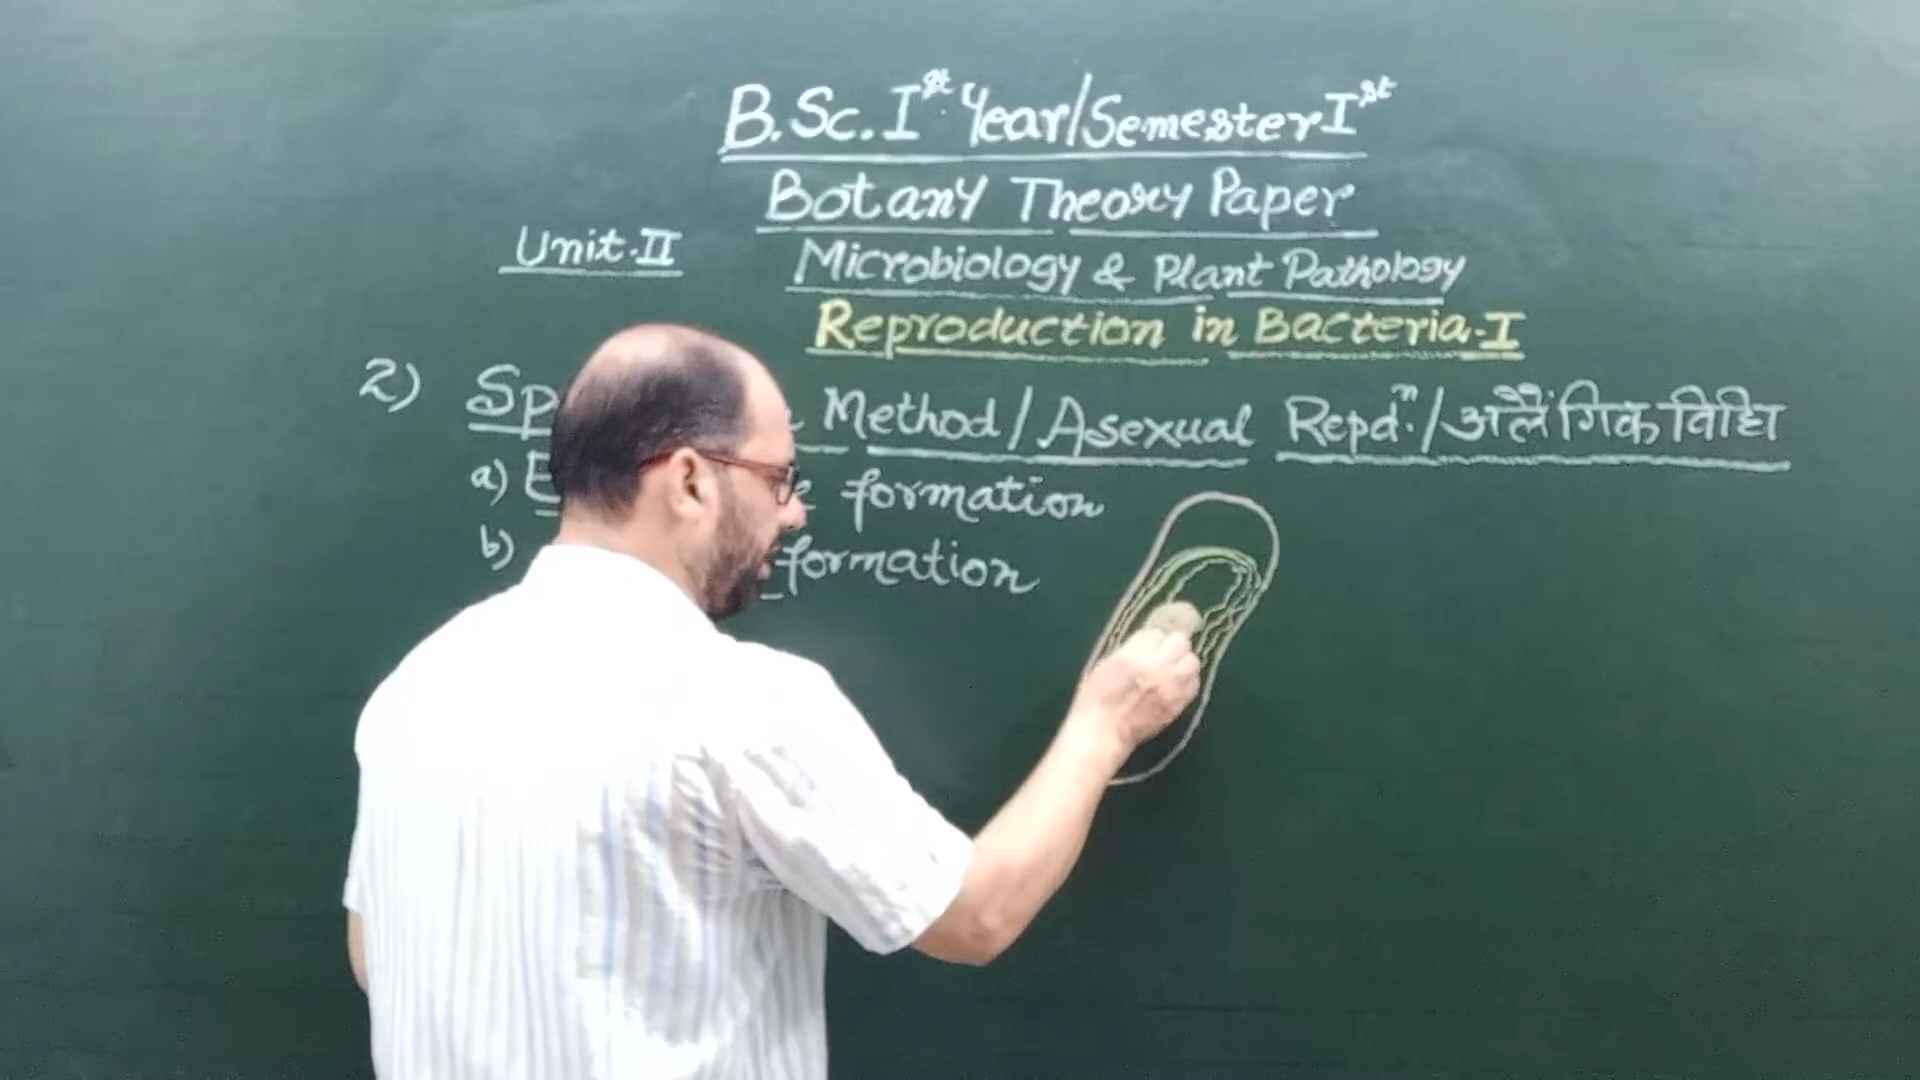 B.Sc. Ist Year/Semester Ist
Botany Theory Paper
Unit-II
Microbiology & Plant Pathology
Reproduction in Bacteria-I
2) Method/Asexual Repd.n/अलैंगिक विधि
a) formation
b) formation